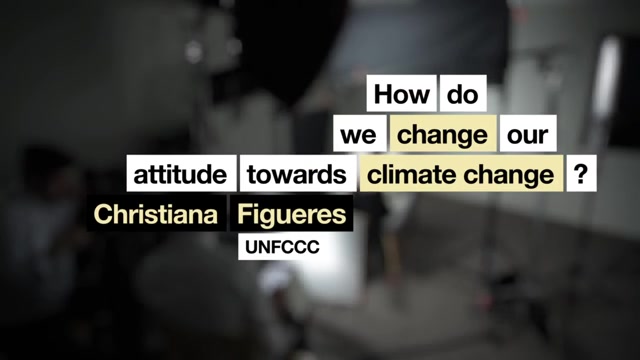 How do
we change our
attitude towards climate change ?
Christiana Figueres
UNFCCC